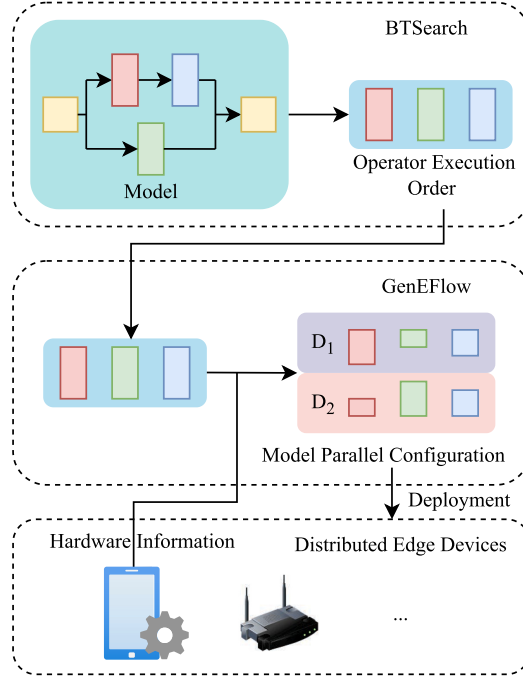 BTSearch
Model
Operator Execution
Order
GenEFlow
D1
D2
Model Parallel Configuration
Deployment
Hardware Information
Distributed Edge Devices
...